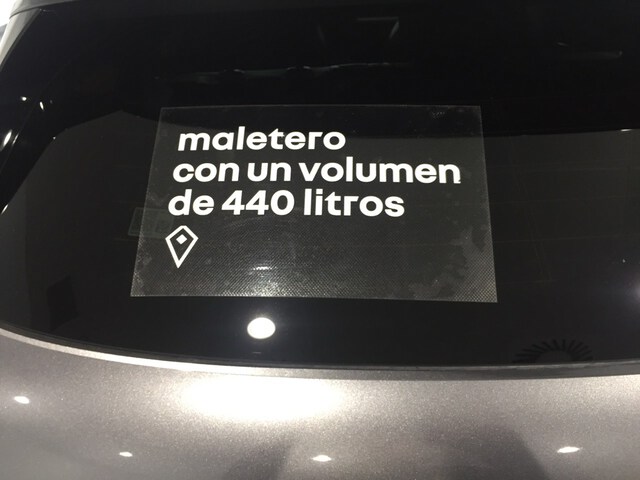 maletero
con un volumen
de 440 litros